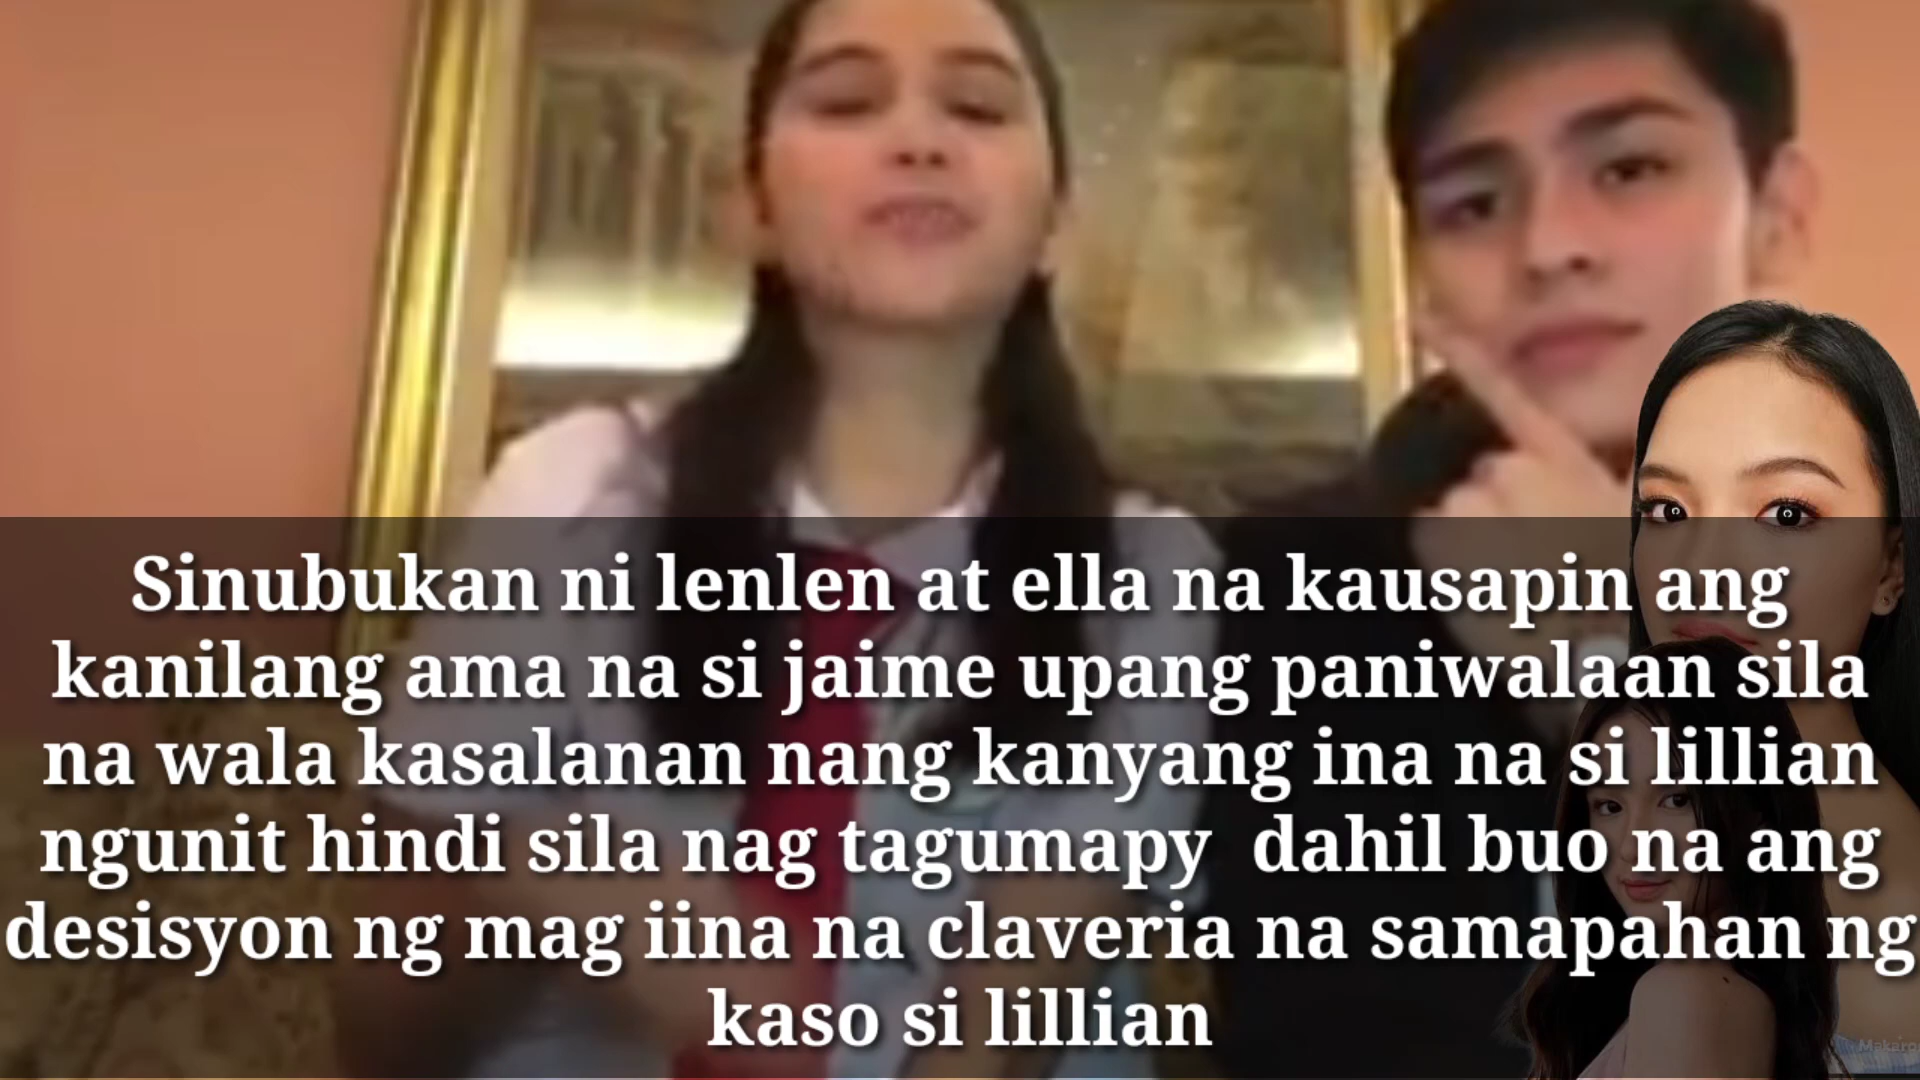 Sinubukan ni lenlen at ella na kausapin ang
kanilang ama na si jaime upang paniwalaan sila
na wala kasalanan nang kanyang ina na si lillian
ngunit hindi sila nag tagumapy  dahil buo na ang
desisyon ng mag iina na claveria na samapahan ng
kaso si lillian